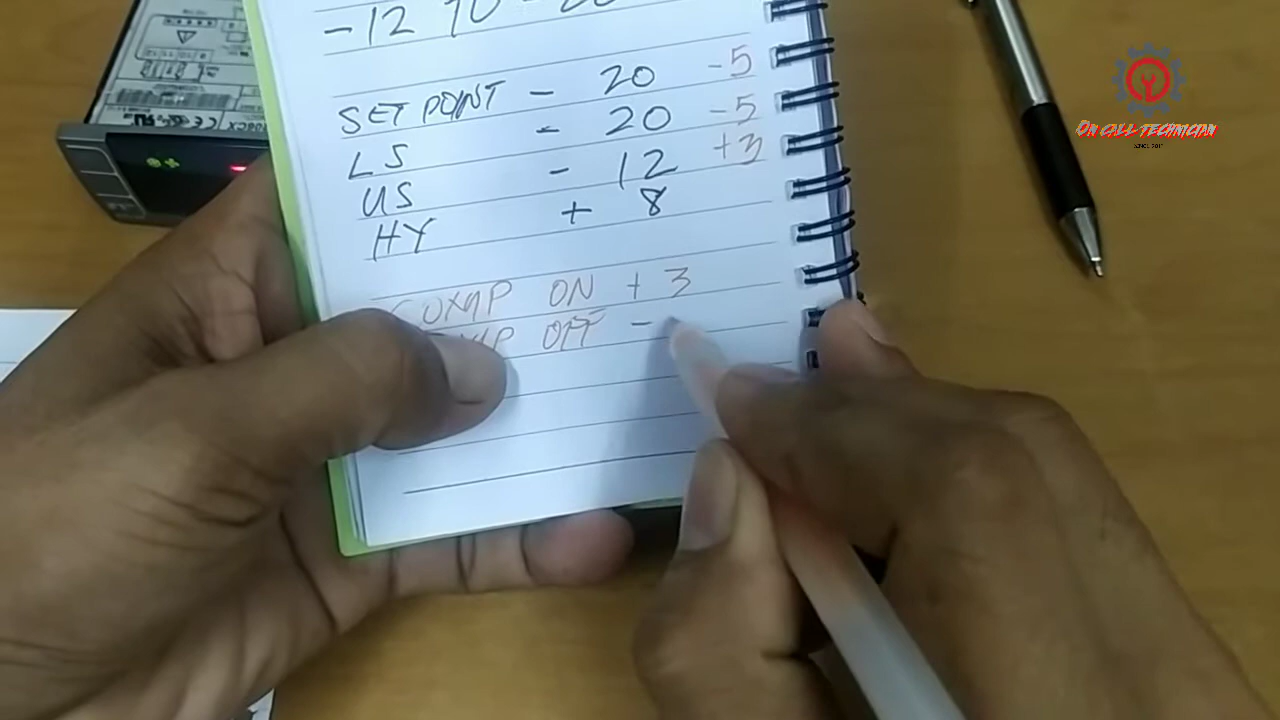 -12 TO -20
SET POINT - 20 -5
LS - 20 -5
US - 12 +3
HY + 8
COMP ON + 3
OFF -
ON CALL TECHNICIAN